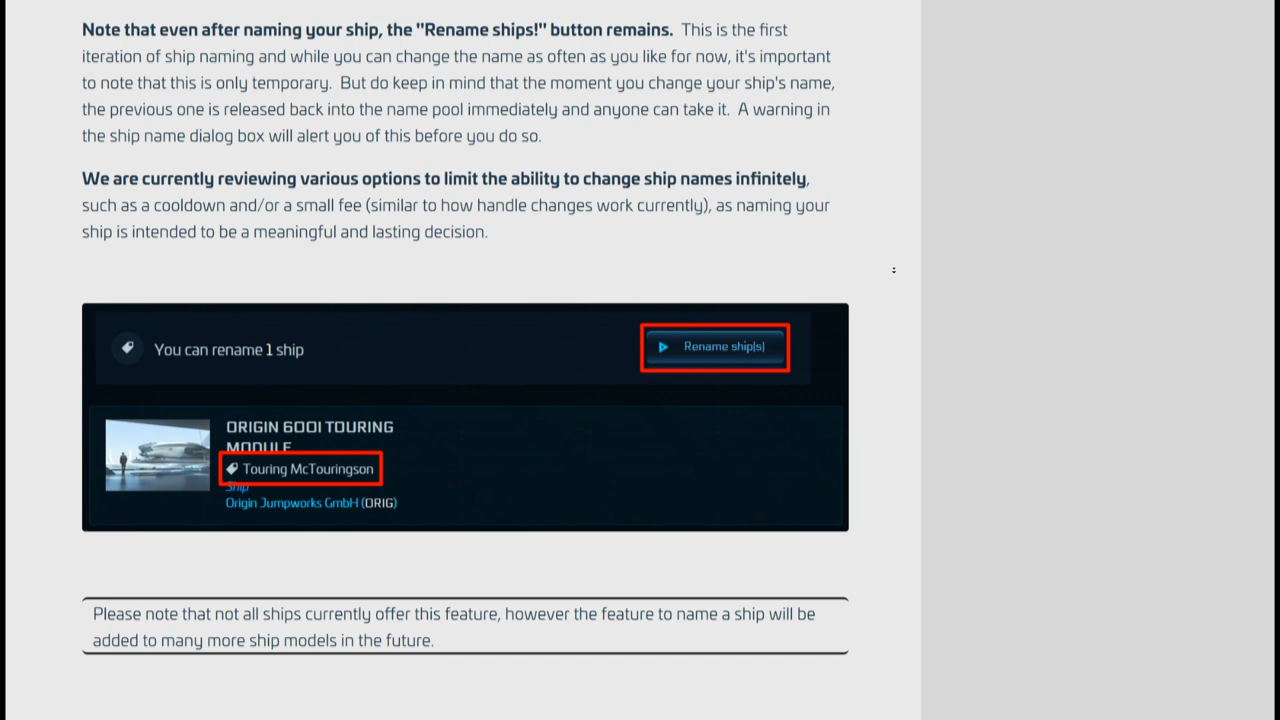 Note that even after naming your ship, the "Rename ships!" button remains. This is the first
iteration of ship naming and while you can change the name as often as you like for now, it's important
to note that this is only temporary. But do keep in mind that the moment you change your ship's name,
the previous one is released back into the name pool immediately and anyone can take it. A warning in
the ship name dialog box will alert you of this before you do so.
We are currently reviewing various options to limit the ability to change ship names infinitely,
such as a cooldown and/or a small fee (similar to how handle changes work currently), as naming your
ship is intended to be a meaningful and lasting decision.
You can rename 1 ship
Rename ship(s)
ORIGIN 600I TOURING
MODULE
Touring McTouringson
Ship
Origin Jumpworks GmbH (ORIG)
Please note that not all ships currently offer this feature, however the feature to name a ship will be
added to many more ship models in the future.